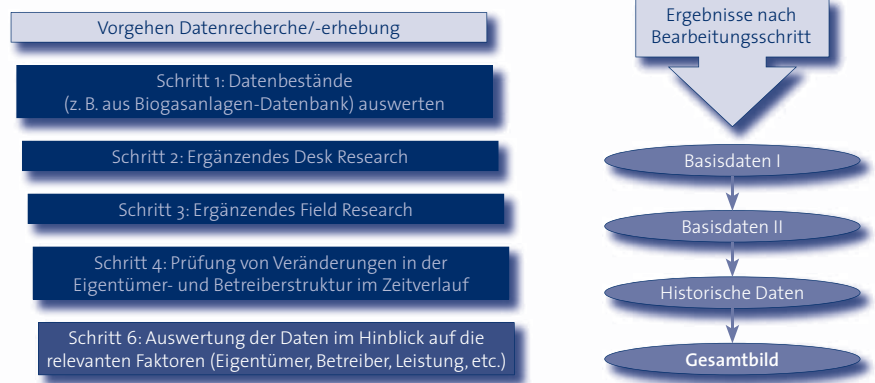 Vorgehen Datenrecherche/-erhebung
Schritt 1: Datenbestände
(z. B. aus Biogasanlagen-Datenbank) auswerten
Schritt 2: Ergänzendes Desk Research
Schritt 3: Ergänzendes Field Research
Schritt 4: Prüfung von Veränderungen in der
Eigentümer- und Betreiberstruktur im Zeitverlauf
Schritt 6: Auswertung der Daten im Hinblick auf die
relevanten Faktoren (Eigentümer, Betreiber, Leistung, etc.)
Ergebnisse nach
Bearbeitungsschritt
Basisdaten I
Basisdaten II
Historische Daten
Gesamtbild